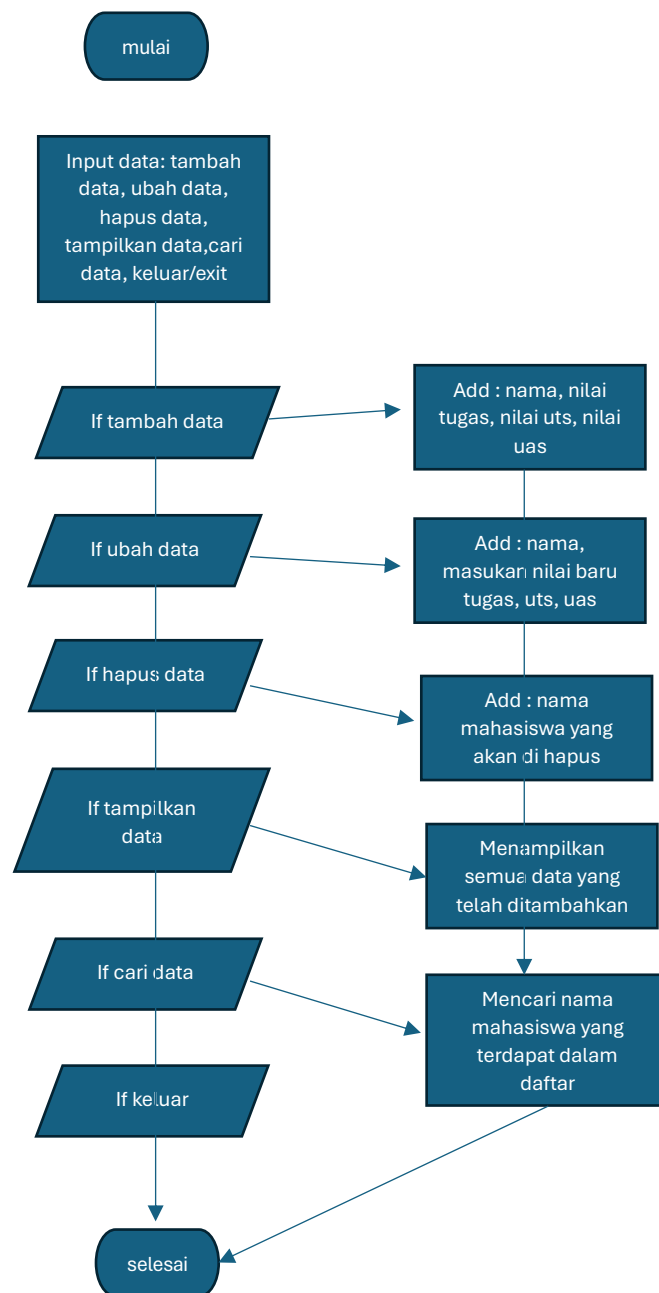 mulai
Input data: tambah
data, ubah data,
hapus data,
tampilkan data,cari
data, keluar/exit
If tambah data
Add : nama, nilai
tugas, nilai uts, nilai
uas
If ubah data
Add : nama,
masukan nilai baru
tugas, uts, uas
If hapus data
Add : nama
mahasiswa yang
akan di hapus
If tampilkan
data
Menampilkan
semua data yang
telah ditambahkan
If cari data
Mencari nama
mahasiswa yang
terdapat dalam
daftar
If keluar
selesai